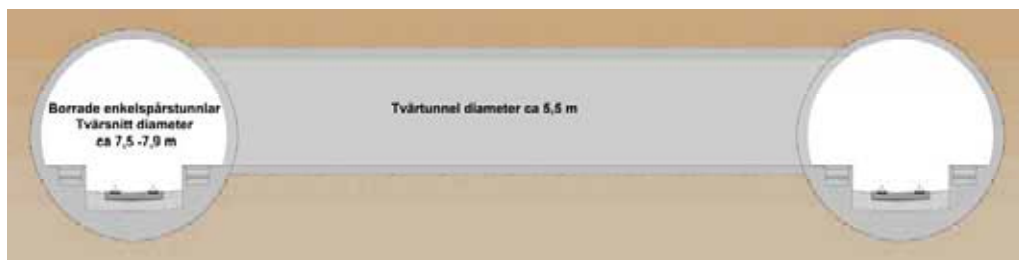 Borrade enkelspårstunnlar
Tvärsnitt diameter
ca 7,5 -7,9 m
Tvärtunnel diameter ca 5,5 m